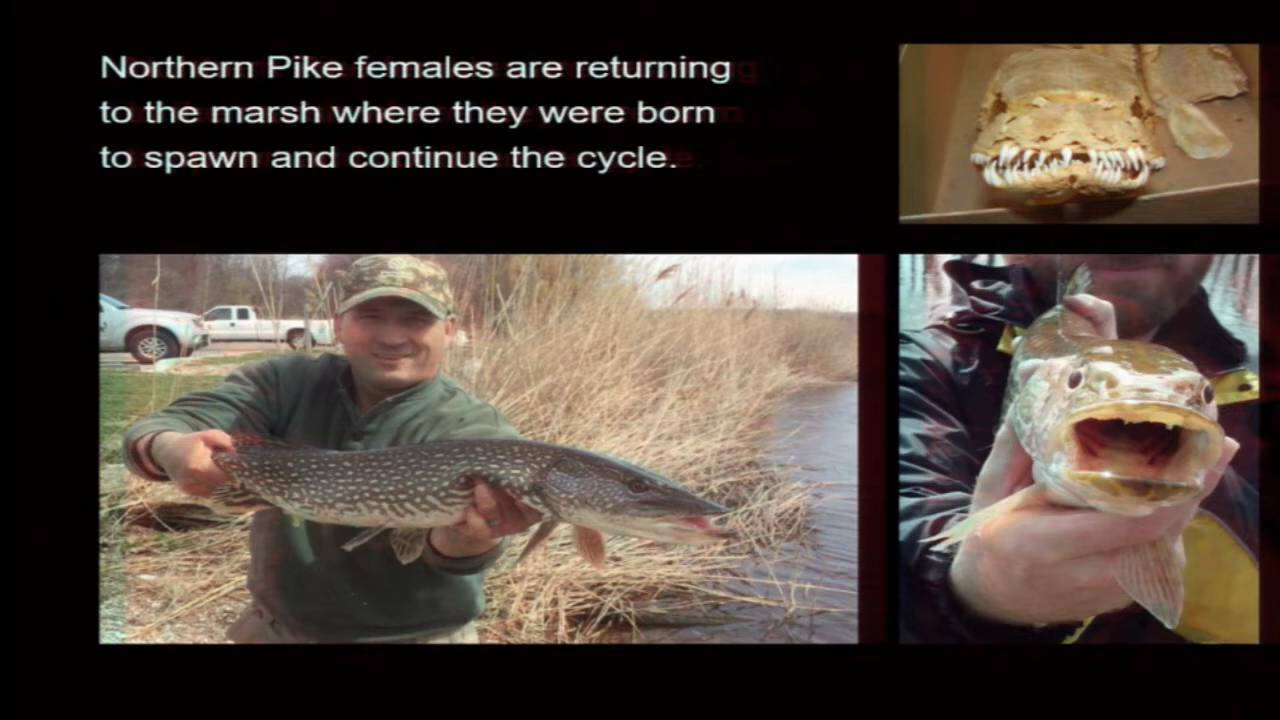 Northern Pike females are returning
to the marsh where they were born
to spawn and continue the cycle.